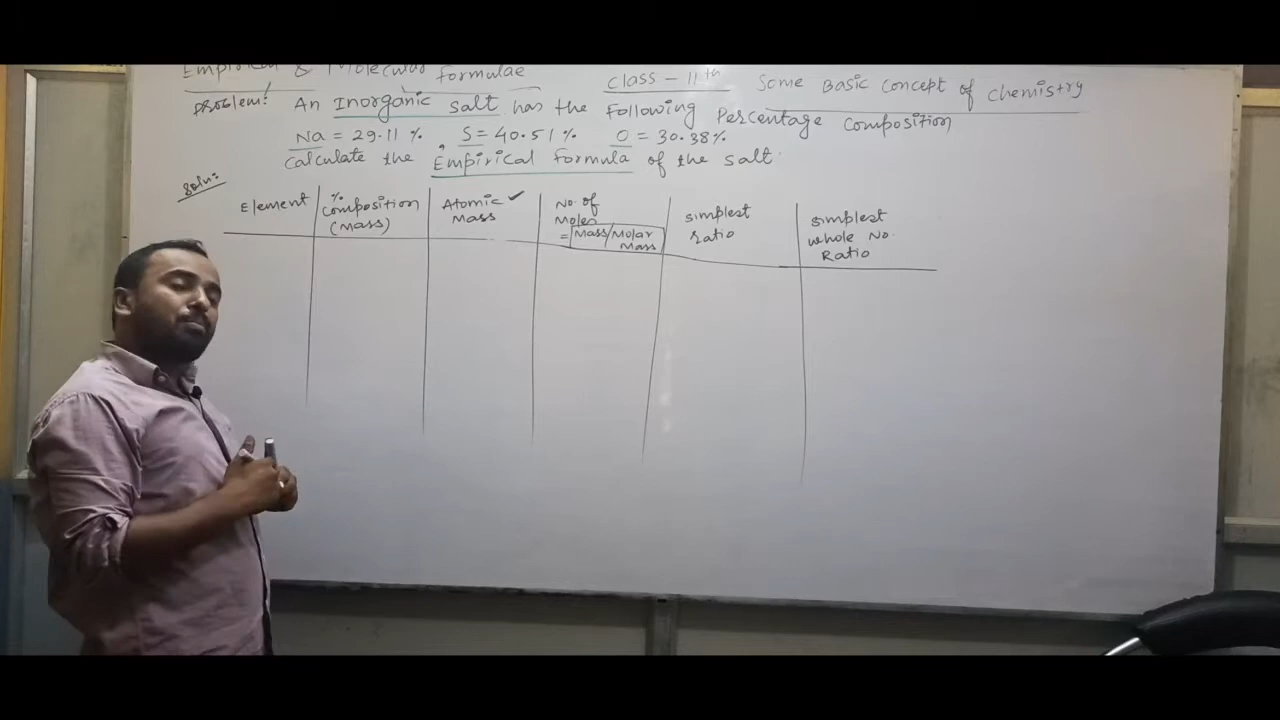 Empirical & Molecular formulae
class - 11th Some Basic Concept of Chemistry
Problem! An Inorganic salt has the following Percentage Composition
Na = 29.11 % S = 40.51 % O = 30.38%
Calculate the Empirical formula of the salt
Soln:
Element
% Composition (Mass)
Atomic ✓ Mass
No. of Moles = Mass/Molar Mass
Simplest ratio
Simplest whole No. Ratio